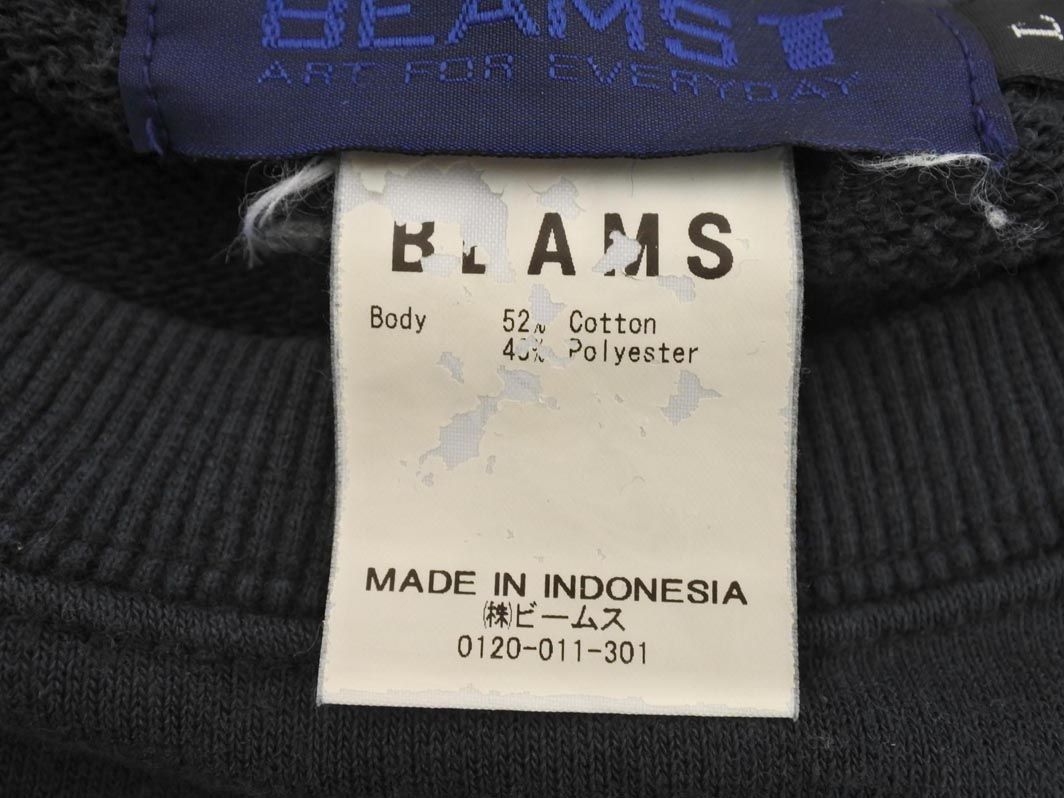 BEAMS T
ART FOR EVERYDAY
L
BEAMS
Body 52% Cotton
Polyester
MADE IN INDONESIA
㈱ビームス
0120-011-301